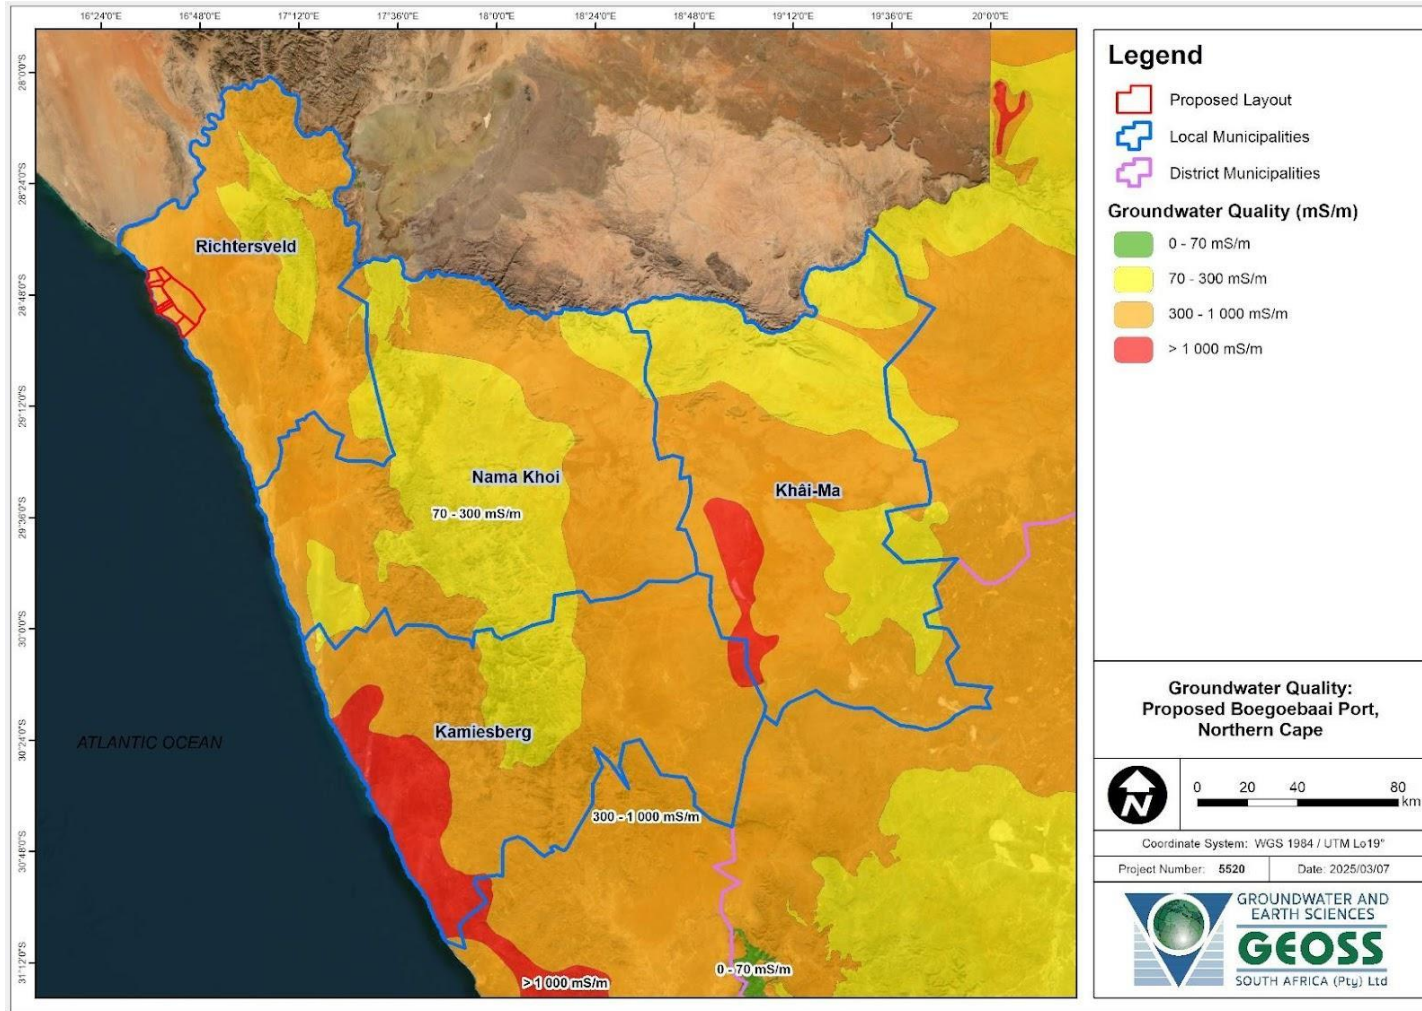 16°24'0"E 16°48'0"E 17°12'0"E 17°36'0"E 18°0'0"E 18°24'0"E 18°48'0"E 19°12'0"E 19°36'0"E 20°0'0"E
28°0'0"S
28°24'0"S
28°48'0"S
29°12'0"S
29°36'0"S
30°0'0"S
30°24'0"S
30°48'0"S
31°12'0"S
Richtersveld
Nama Khoi
70 - 300 mS/m
Khâi-Ma
Kamiesberg
ATLANTIC OCEAN
300 - 1 000 mS/m
0 - 70 mS/m
> 1 000 mS/m
Legend
Proposed Layout
Local Municipalities
District Municipalities
Groundwater Quality (mS/m)
0 - 70 mS/m
70 - 300 mS/m
300 - 1 000 mS/m
> 1 000 mS/m
Groundwater Quality:
Proposed Boegoebaai Port,
Northern Cape
N
0 20 40 80
km
Coordinate System: WGS 1984 / UTM Lo19°
Project Number: 5520 Date: 2025/03/07
GROUNDWATER AND
EARTH SCIENCES
GEOSS
SOUTH AFRICA (Pty) Ltd